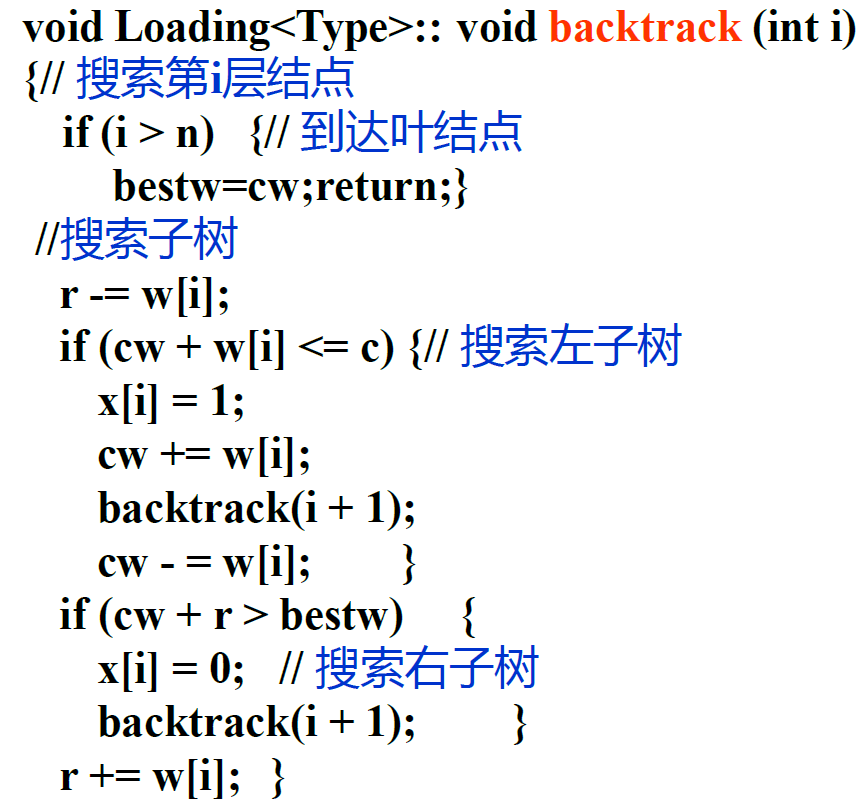 void Loading<Type>:: void backtrack (int i)
{// 搜索第i层结点
if (i > n) {// 到达叶结点
bestw=cw;return;}
//搜索子树
r -= w[i];
if (cw + w[i] <= c) {// 搜索左子树
x[i] = 1;
cw += w[i];
backtrack(i + 1);
cw - = w[i]; }
if (cw + r > bestw) {
x[i] = 0; // 搜索右子树
backtrack(i + 1); }
r += w[i]; }